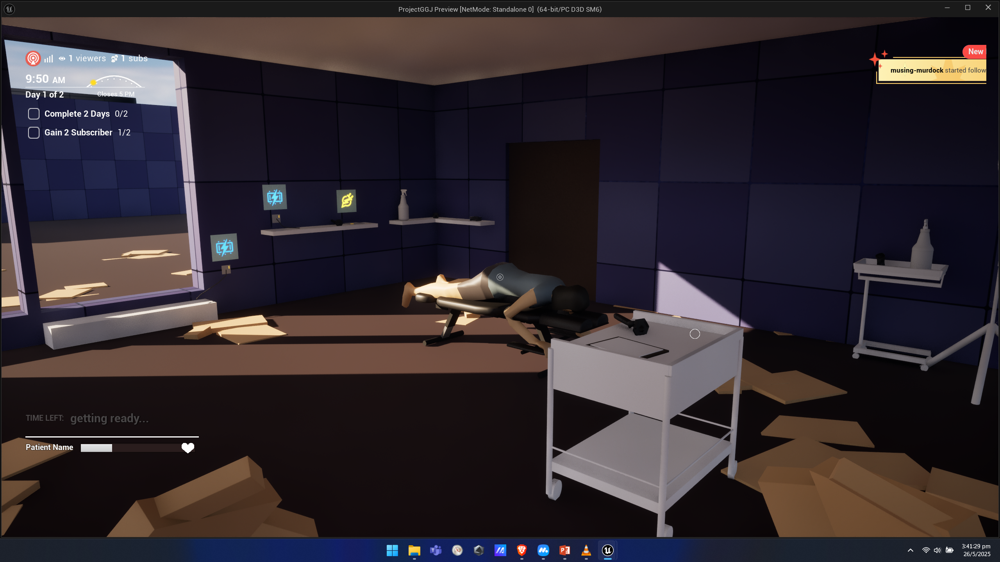 ProjectGGJ Preview [NetMode: Standalone 0] (64-bit/PC D3D SM6)
1 viewers 1 subs
New
musing-murdock started follow
9:50 AM
Closes 5 PM
Day 1 of 2
Complete 2 Days 0/2
Gain 2 Subscriber 1/2
TIME LEFT: getting ready...
Patient Name
3:41:29 pm
26/5/2025